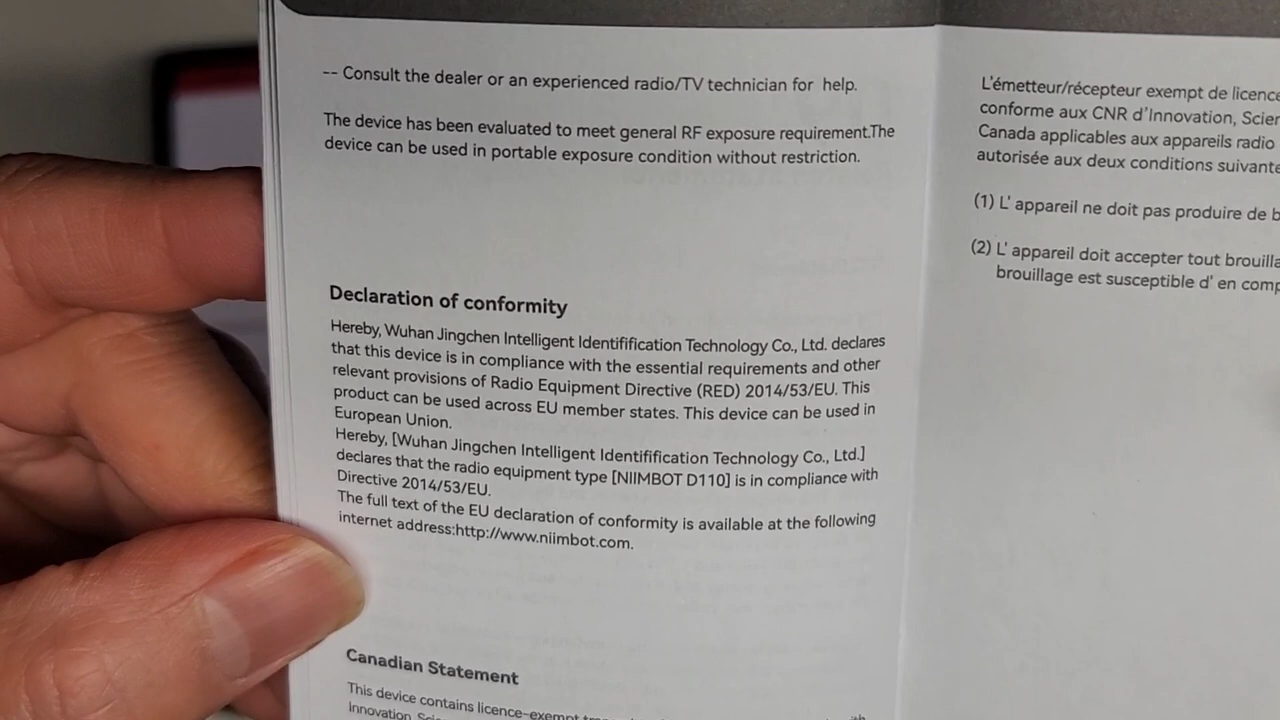 -- Consult the dealer or an experienced radio/TV technician for help.
The device has been evaluated to meet general RF exposure requirement.The
device can be used in portable exposure condition without restriction.
Declaration of conformity
Hereby, Wuhan Jingchen Intelligent Identifification Technology Co., Ltd. declares
that this device is in compliance with the essential requirements and other
relevant provisions of Radio Equipment Directive (RED) 2014/53/EU. This
product can be used across EU member states. This device can be used in
European Union.
Hereby, [Wuhan Jingchen Intelligent Identifification Technology Co., Ltd.]
declares that the radio equipment type [NIIMBOT D110] is in compliance with
Directive 2014/53/EU.
The full text of the EU declaration of conformity is available at the following
internet address:http://www.niimbot.com.
Canadian Statement
This device contains licence-exempt
Innovation,
L'émetteur/récepteur exempt de licence
conforme aux CNR d'Innovation,
Canada applicables aux appareils radio
autorisée aux deux conditions
(1) L' appareil ne doit pas produire de
(2) L' appareil doit accepter tout
brouillage est susceptible d' en